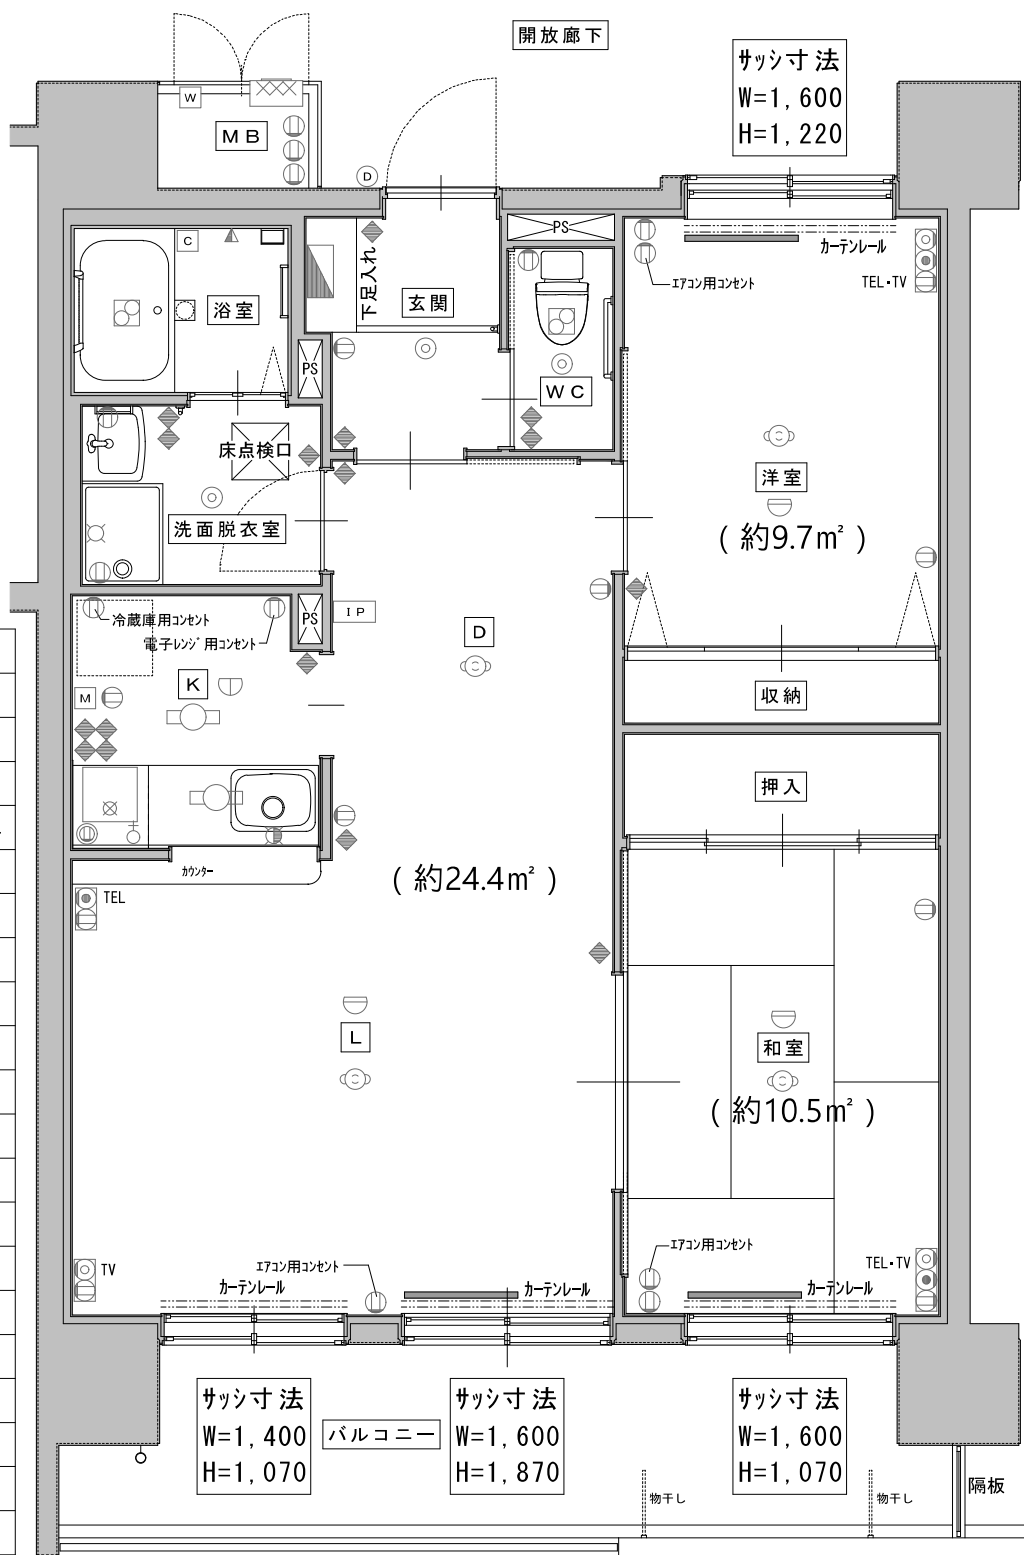 開放廊下
サッシ寸法
W=1,600
H=1,220
W
MB
D
PS
カーテンレール
エアコン用コンセント
TEL・TV
C
浴室
下足入れ
玄関
PS
WC
床点検口
洋室
(約9.7㎡)
洗面脱衣室
冷蔵庫用コンセント
電子レンジ用コンセント
PS
IP
D
K
M
収納
押入
カウンター
(約24.4㎡)
TEL
L
和室
(約10.5㎡)
TV
エアコン用コンセント
カーテンレール
カーテンレール
エアコン用コンセント
TEL・TV
カーテンレール
サッシ寸法
W=1,400
H=1,070
バルコニー
サッシ寸法
W=1,600
H=1,870
サッシ寸法
W=1,600
H=1,070
物干し
物干し
隔板